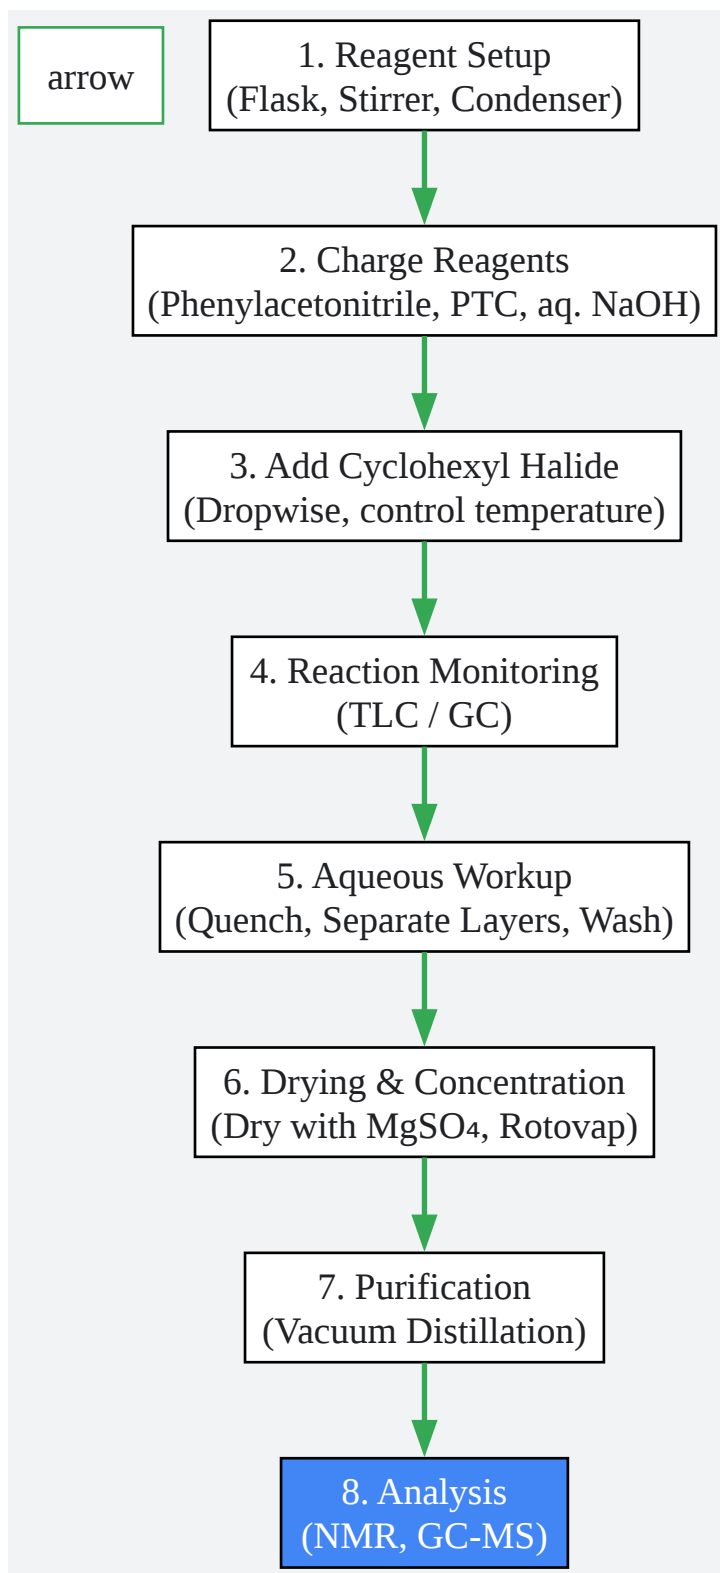 arrow
1. Reagent Setup
(Flask, Stirrer, Condenser)
2. Charge Reagents
(Phenylacetonitrile, PTC, aq. NaOH)
3. Add Cyclohexyl Halide
(Dropwise, control temperature)
4. Reaction Monitoring
(TLC / GC)
5. Aqueous Workup
(Quench, Separate Layers, Wash)
6. Drying & Concentration
(Dry with MgSO₄, Rotovap)
7. Purification
(Vacuum Distillation)
8. Analysis
(NMR, GC-MS)